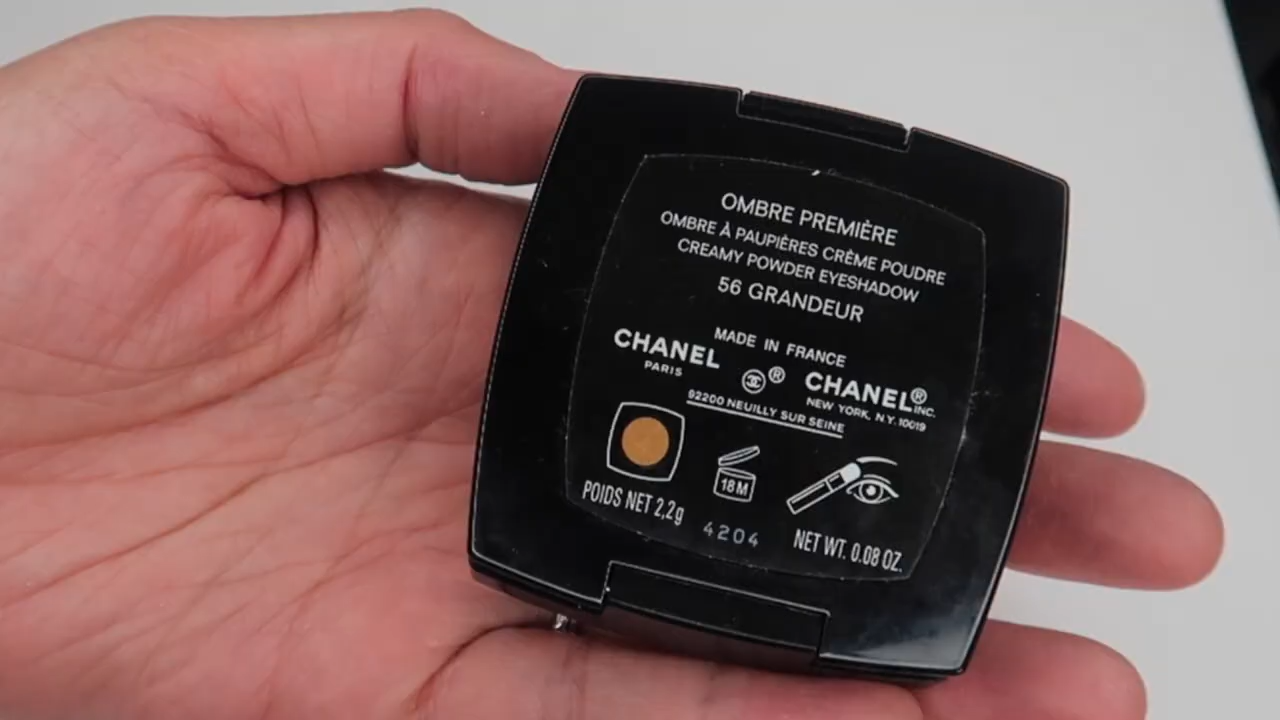 OMBRE PREMIÈRE
OMBRE À PAUPIÈRES CRÈME POUDRE
CREAMY POWDER EYESHADOW
56 GRANDEUR
MADE IN FRANCE
CHANEL
PARIS
®
CHANEL®
INC.
NEW YORK, N.Y. 10019
92200 NEUILLY SUR SEINE
18M
POIDS NET 2,2g
4204
NET WT. 0.08 OZ.